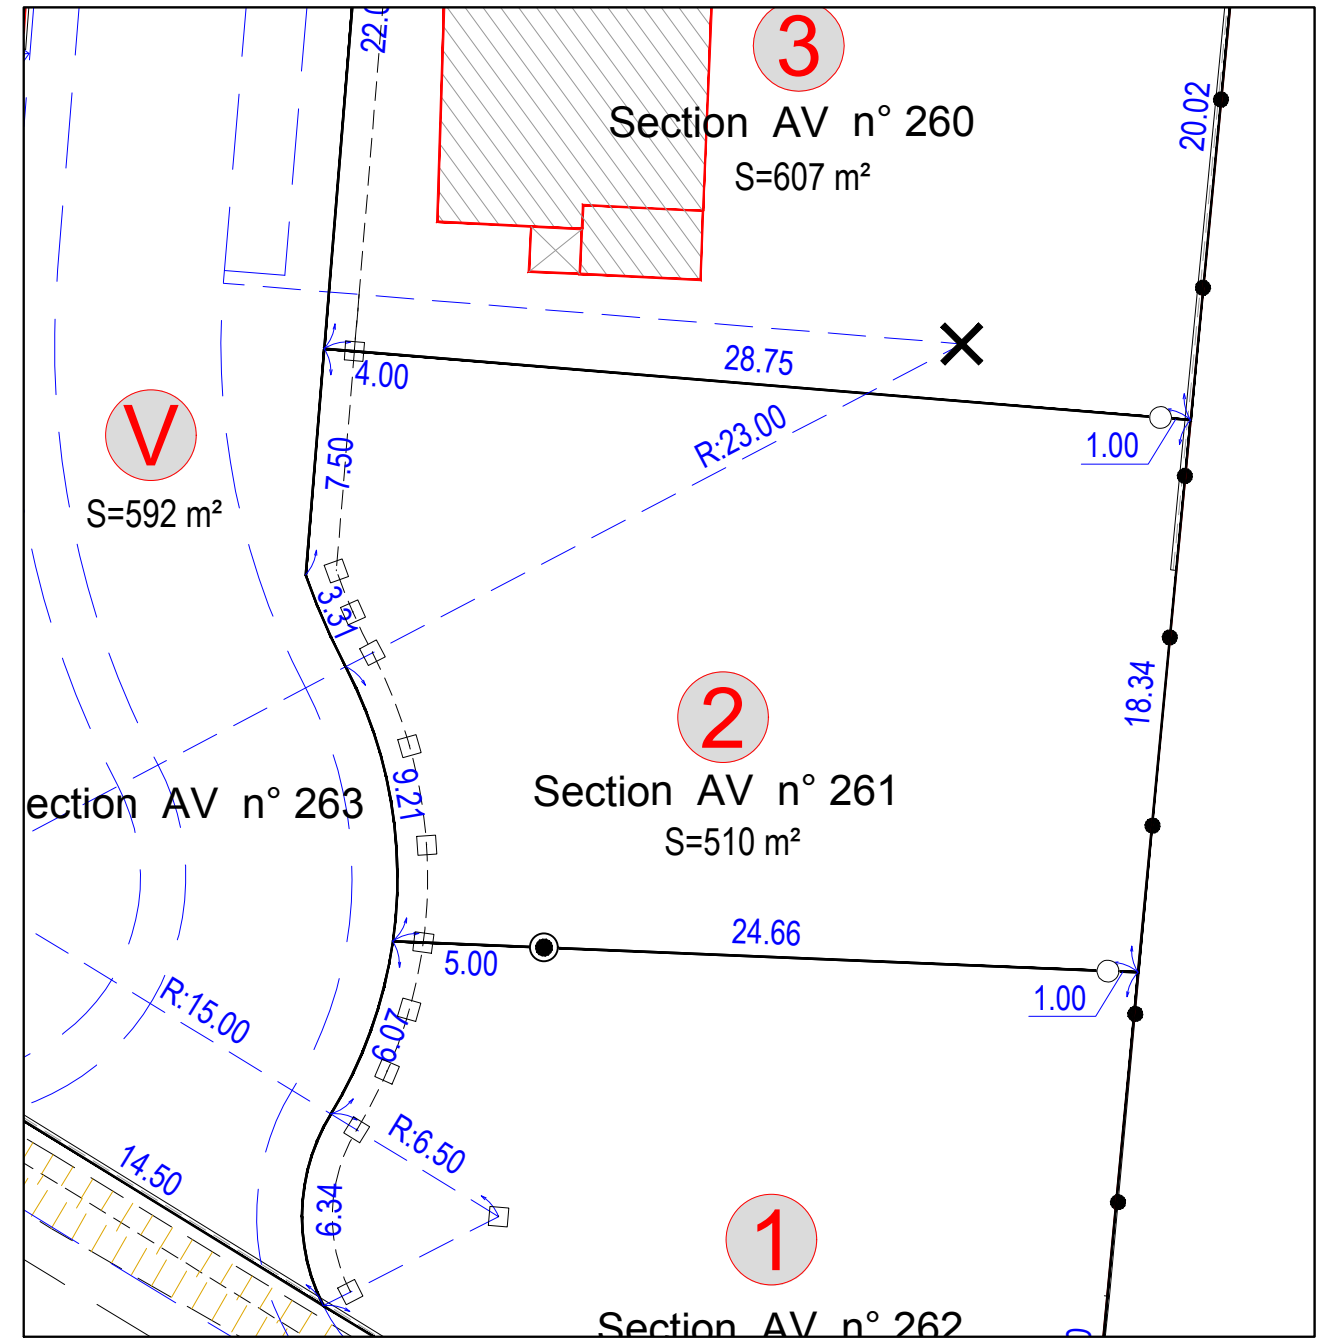 3
Section AV n° 260
S=607 m²
20.02
28.75
4.00
1.00
R:23.00
7.50
V
S=592 m²
3.31
2
Section AV n° 261
S=510 m²
18.34
9.21
ection AV n° 263
24.66
5.00
1.00
R:15.00
6.07
R:6.50
14.50
6.34
1
Section AV n° 262